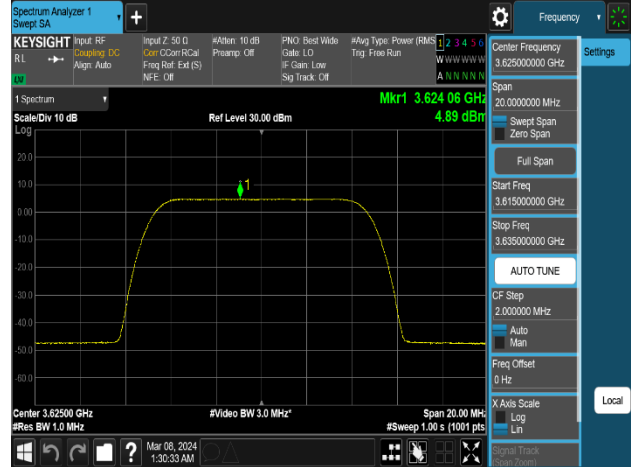 Spectrum Analyzer 1
Swept SA
+
Frequency
KEYSIGHT
Input: RF
Coupling: DC
Align: Auto
Input Z: 50 Ω
Corr CCorr RCal
Freq Ref: Ext (S)
NFE: Off
#Atten: 10 dB
Preamp: Off
PNO: Best Wide
Gate: LO
IF Gain: Low
Sig Track: Off
#Avg Type: Power (RMS
Trig: Free Run
1 2 3 4 5 6
W W W W W W
A N N N N N
R L
LW
1 Spectrum
Mkr1 3.624 06 GHz
Scale/Div 10 dB
Ref Level 30.00 dBm
4.89 dBm
Log
20.0
10.0
0.00
-10.0
-20.0
-30.0
-40.0
-50.0
-60.0
1
Center 3.62500 GHz
#Video BW 3.0 MHz*
Span 20.00 MHz
#Res BW 1.0 MHz
#Sweep 1.00 s (1001 pts
?
Mar 08, 2024
1:30:33 AM
Center Frequency
3.625000000 GHz
Settings
Span
20.0000000 MHz
Swept Span
Zero Span
Full Span
Start Freq
3.615000000 GHz
Stop Freq
3.635000000 GHz
AUTO TUNE
CF Step
2.000000 MHz
Auto
Man
Freq Offset
0 Hz
X Axis Scale
Log
Lin
Local
Signal Track
(Span Zoom)